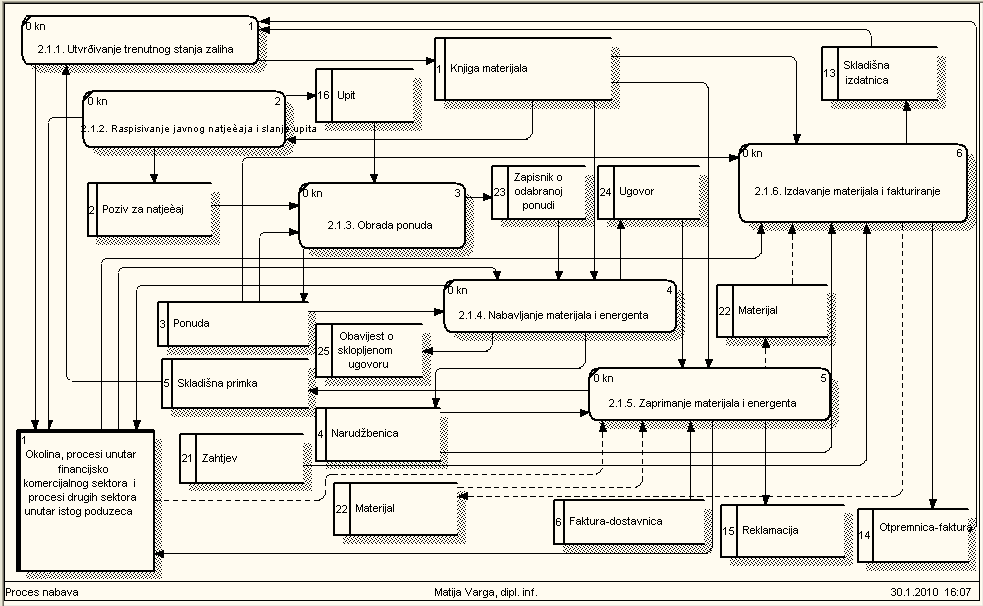 0 kn 1
2.1.1. Utvrđivanje trenutnog stanja zaliha
1 Knjiga materijala
13 Skladišna
izdatnica
16 Upit
0 kn 2
2.1.2. Raspisivanje javnog natjeèaja i slanje upita
0 kn 6
2.1.6. Izdavanje materijala i fakturiranje
2 Poziv za natjeèaj
0 kn 3
2.1.3. Obrada ponuda
23 Zapisnik o
odabranoj
ponudi
24 Ugovor
0 kn 4
2.1.4. Nabavljanje materijala i energenta
3 Ponuda
22 Materijal
25 Obavijest o
sklopljenom
ugovoru
5 Skladišna primka
0 kn 5
2.1.5. Zaprimanje materijala i energenta
4 Narudžbenica
1
Okolina, procesi unutar
financijsko
komercijalnog sektora i
procesi drugih sektora
unutar istog poduzeca
21 Zahtjev
22 Materijal
6 Faktura-dostavnica
15 Reklamacija
14 Otpremnica-faktura
Proces nabava
Matija Varga, dipl. inf.
30.1.2010 16:07